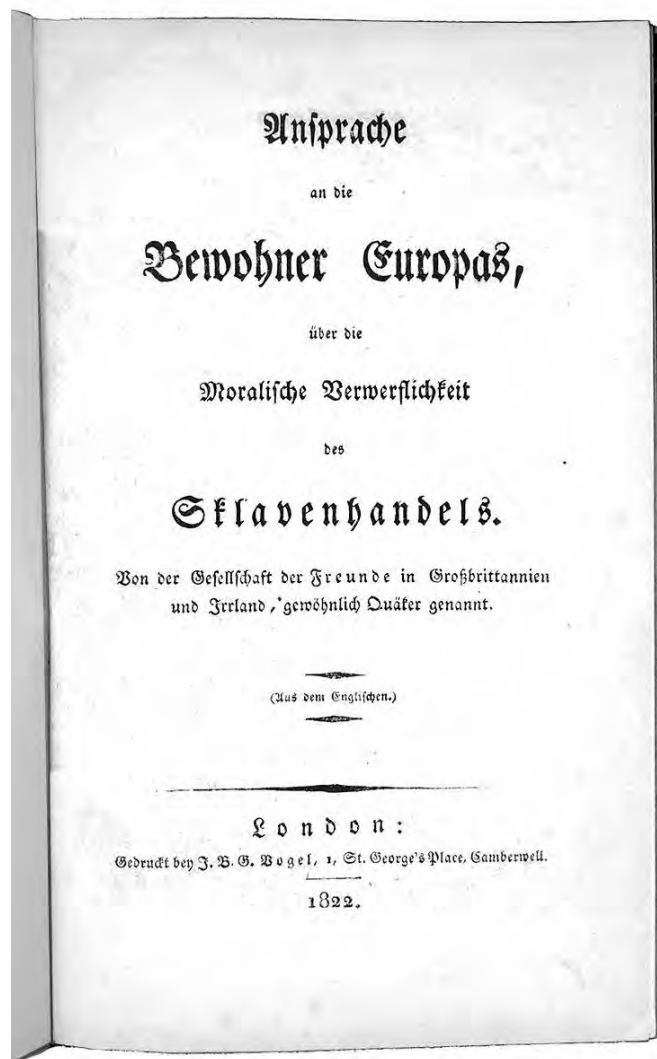 Ansprache
an die
Bewohner Europas,
über die
Moralische Verwerflichkeit
des
Sklavenhandels.
Von der Gesellschaft der Freunde in Großbrittannien
und Irrland, gewöhnlich Quäker genannt.
(Aus dem Englischen.)
London:
Gedruckt bey J. B. G. Vogel, 1, St. George's Place, Camberwell.
1822.